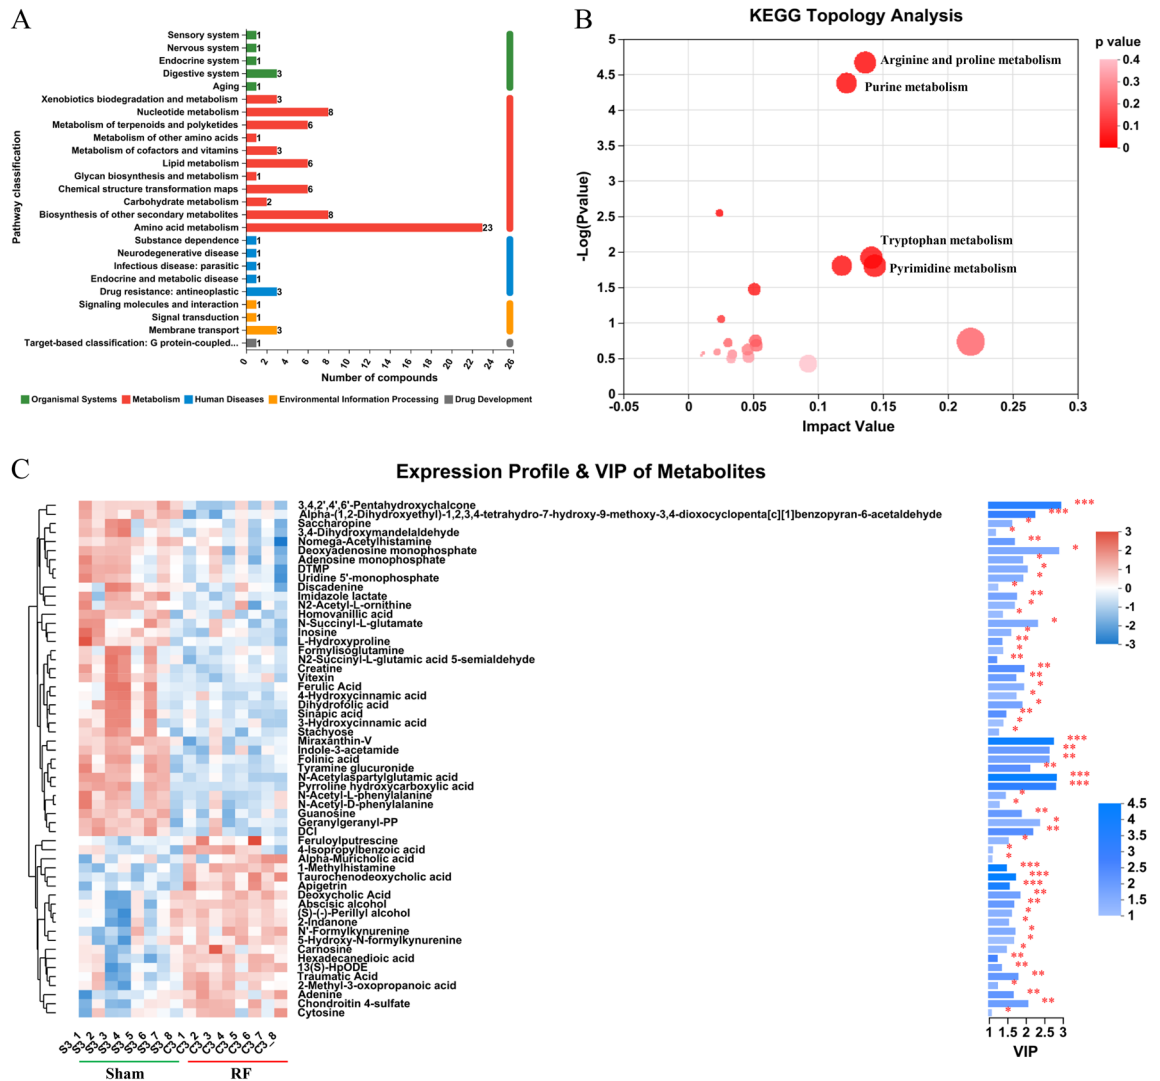 A
Sensory system 1
Nervous system 1
Endocrine system 1
Digestive system 3
Aging 1
Xenobiotics biodegradation and metabolism 3
Nucleotide metabolism 8
Metabolism of terpenoids and polyketides 6
Metabolism of other amino acids 1
Metabolism of cofactors and vitamins 3
Lipid metabolism 6
Glycan biosynthesis and metabolism 1
Chemical structure transformation maps 6
Carbohydrate metabolism 2
Biosynthesis of other secondary metabolites 8
Amino acid metabolism 23
Substance dependence 1
Neurodegenerative disease 1
Infectious disease: parasitic 1
Endocrine and metabolic disease 1
Drug resistance: antineoplastic 3
Signaling molecules and interaction 1
Signal transduction 1
Membrane transport 3
Target-based classification: G protein-coupled... 1
Pathway classification
0 2 4 6 8 10 12 14 16 18 20 22 24 26
Number of compounds
Organismal Systems Metabolism Human Diseases Environmental Information Processing Drug Development
B
KEGG Topology Analysis
5
4.5
4
3.5
3
2.5
2
1.5
1
0.5
0
-Log(Pvalue)
Arginine and proline metabolism
Purine metabolism
Tryptophan metabolism
Pyrimidine metabolism
-0.05 0 0.05 0.1 0.15 0.2 0.25 0.3
Impact Value
p value
0.4
0.3
0.2
0.1
0
C
Expression Profile & VIP of Metabolites
3,4,2',4',6'-Pentahydroxychalcone ***
Alpha-(1,2-Dihydroxyethyl)-1,2,3,4-tetrahydro-7-hydroxy-9-methoxy-3,4-dioxocyclopenta[c][1]benzopyran-6-acetaldehyde ***
Saccharopine *
3,4-Dihydroxymandelaldehyde *
Nomega-Acetylhistamine **
Deoxyadenosine monophosphate *
Adenosine monophosphate *
DTMP *
Uridine 5'-monophosphate *
Discadenine *
Imidazole lactate **
N2-Acetyl-L-ornithine *
Homovanillic acid *
N-Succinyl-L-glutamate *
Inosine *
L-Hydroxyproline **
Formylisoglutamine *
N2-Succinyl-L-glutamic acid 5-semialdehyde **
Creatine **
Vitexin **
Ferulic Acid *
4-Hydroxycinnamic acid *
Dihydrofolic acid *
Sinapic acid **
3-Hydroxycinnamic acid *
Stachyose *
Miraxanthin-V ***
Indole-3-acetamide **
Folinic acid **
Tyramine glucuronide **
N-Acetylaspartylglutamic acid ***
Pyrroline hydroxycarboxylic acid ***
N-Acetyl-L-phenylalanine *
N-Acetyl-D-phenylalanine *
Guanosine **
Geranylgeranyl-PP *
DCl **
Feruloylputrescine *
4-Isopropylbenzoic acid *
Alpha-Muricholic acid *
1-Methylhistamine ***
Taurochenodeoxycholic acid ***
Apigetrin ***
Deoxycholic Acid **
Abscisic alcohol **
(S)-(-)-Perillyl alcohol *
2-Indanone *
N'-Formylkynurenine *
5-Hydroxy-N-formylkynurenine *
Carnosine *
Hexadecanedioic acid **
13(S)-HpODE **
Traumatic Acid **
2-Methyl-3-oxopropanoic acid *
Adenine **
Chondroitin 4-sulfate **
Cytosine *
S3_1 S3_2 S3_3 S3_4 S3_5 S3_6 S3_7 S3_8 C3_1 C3_2 C3_3 C3_4 C3_5 C3_6 C3_7 C3_8
Sham RF
1 1.5 2 2.5 3
VIP
3
2
1
0
-1
-2
-3
4.5
4
3.5
3
2.5
2
1.5
1